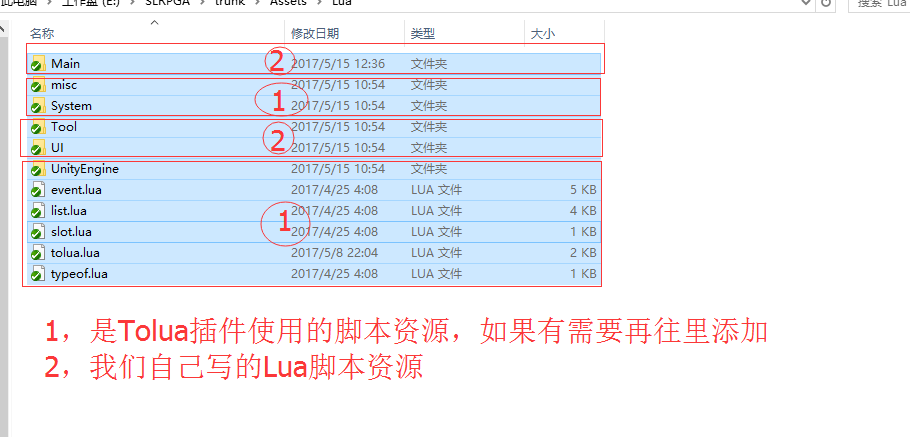 此电脑 > 工作盘 (E:) > SLRPGA > trunk > Assets > Lua 搜索 Lua
名称 修改日期 类型 大小
Main 2 2017/5/15 12:36 文件夹
misc 2017/5/15 10:54 文件夹
System 1 2017/5/15 10:54 文件夹
Tool 2017/5/15 10:54 文件夹
UI 2 2017/5/15 10:54 文件夹
UnityEngine 2017/5/15 10:54 文件夹
event.lua 2017/4/25 4:08 LUA 文件 5 KB
list.lua 2017/4/25 4:08 LUA 文件 4 KB
slot.lua 1 2017/4/25 4:08 LUA 文件 1 KB
tolua.lua 2017/5/8 22:04 LUA 文件 2 KB
typeof.lua 2017/4/25 4:08 LUA 文件 1 KB
1，是Tolua插件使用的脚本资源，如果有需要再往里添加
2，我们自己写的Lua脚本资源